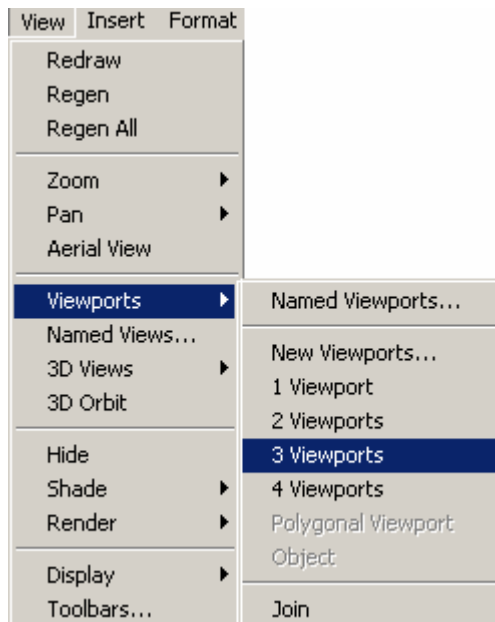 View Insert Format
Redraw
Regen
Regen All
Zoom
Pan
Aerial View
Viewports
Named Views...
3D Views
3D Orbit
Hide
Shade
Render
Display
Toolbars...
Named Viewports...
New Viewports...
1 Viewport
2 Viewports
3 Viewports
4 Viewports
Polygonal Viewport
Object
Join